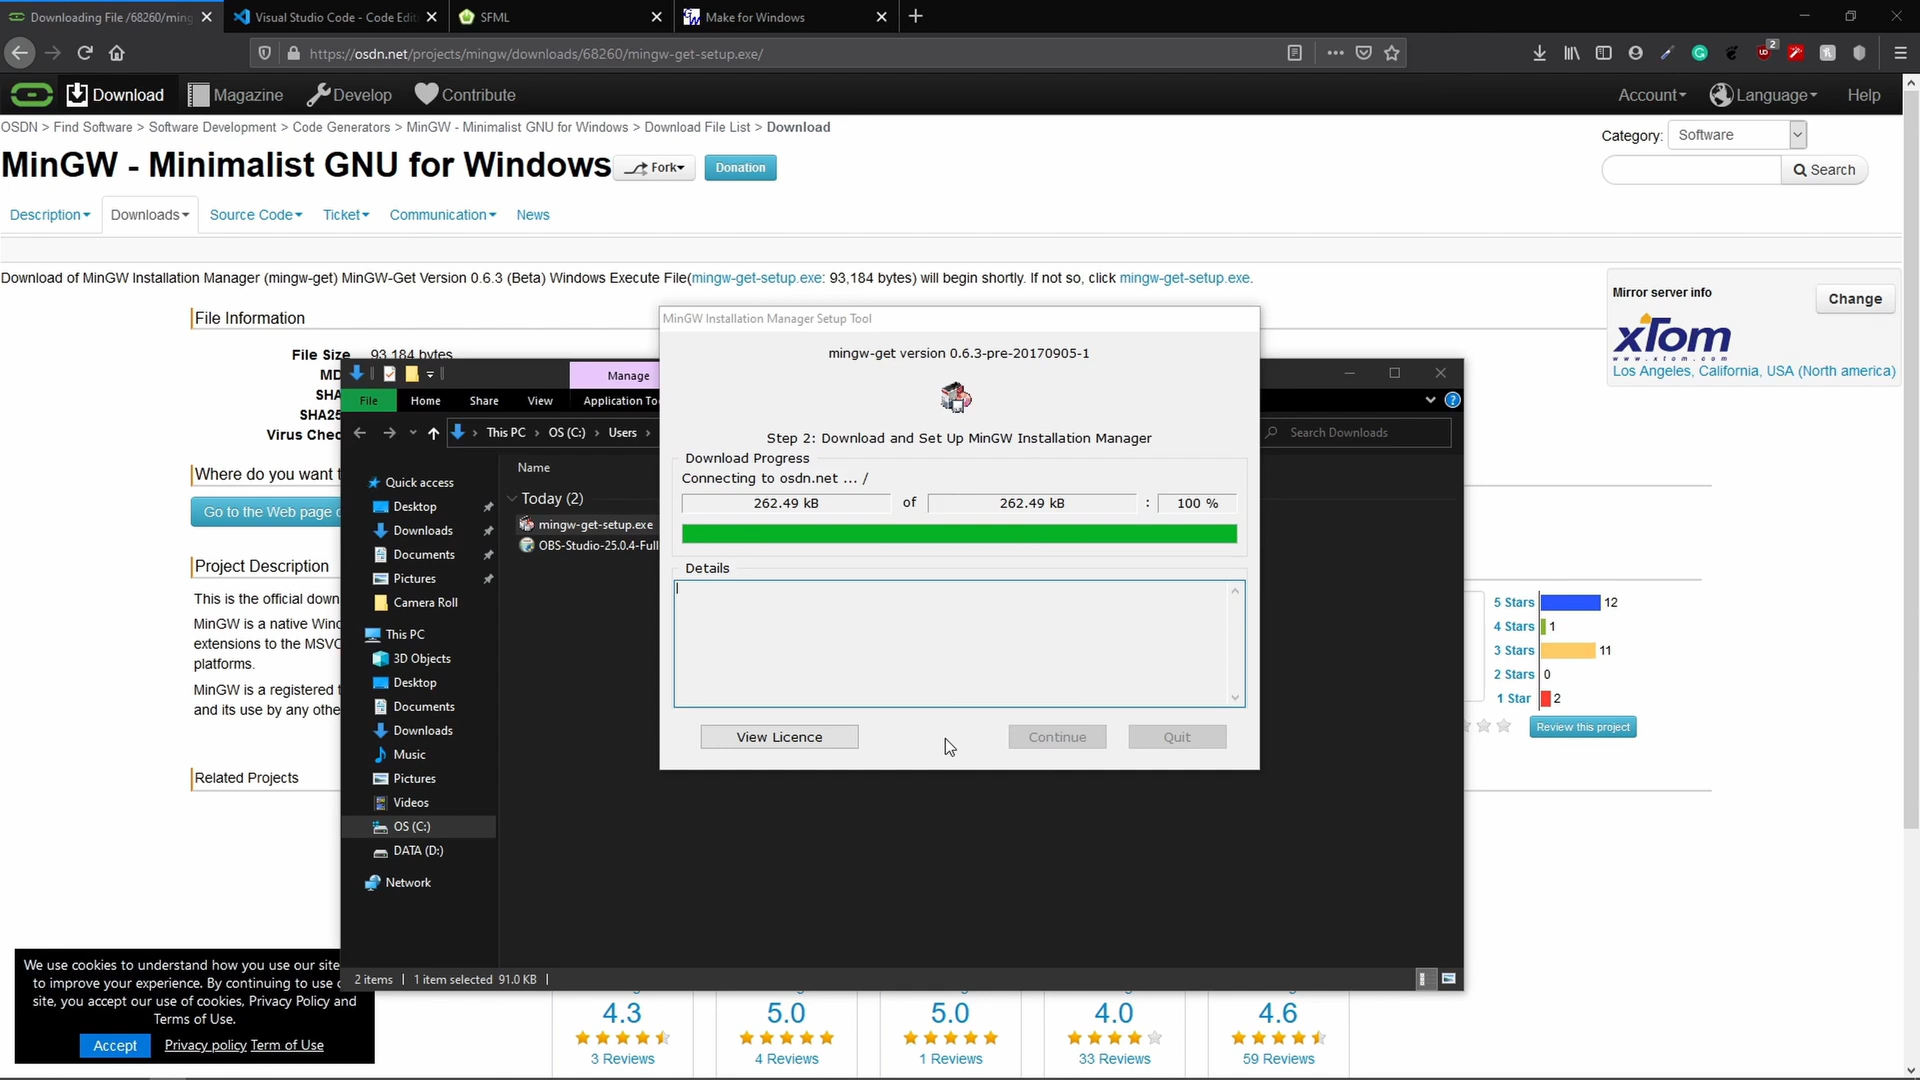 Downloading File /68260/ming
Visual Studio Code - Code Edit
SFML
Make for Windows
https://osdn.net/projects/mingw/downloads/68260/mingw-get-setup.exe/
2
Download
Magazine
Develop
Contribute
Account
Language
Help
OSDN > Find Software > Software Development > Code Generators > MinGW - Minimalist GNU for Windows > Download File List > Download
Category:
Software
MinGW - Minimalist GNU for Windows
Fork
Donation
Search
Description
Downloads
Source Code
Ticket
Communication
News
Download of MinGW Installation Manager (mingw-get) MinGW-Get Version 0.6.3 (Beta) Windows Execute File(mingw-get-setup.exe: 93,184 bytes) will begin shortly. If not so, click mingw-get-setup.exe.
Mirror server info
Change
xTom
www.xtom.com
Los Angeles, California, USA (North america)
File Information
File Size
93,184 bytes
MD
SHA
SHA25
Virus Chec
Where do you want t
Go to the Web page o
Project Description
This is the official down
MinGW is a native Wind
extensions to the MSVC
platforms.
MinGW is a registered t
and its use by any othe
Related Projects
MinGW Installation Manager Setup Tool
mingw-get version 0.6.3-pre-20170905-1
Step 2: Download and Set Up MinGW Installation Manager
Download Progress
Connecting to osdn.net ... /
262.49 kB
of
262.49 kB
:
100 %
Details
View Licence
Continue
Quit
Manage
File
Home
Share
View
Application Too
This PC
OS (C:)
Users
Search Downloads
Name
Quick access
Desktop
Downloads
Documents
Pictures
Camera Roll
This PC
3D Objects
Desktop
Documents
Downloads
Music
Pictures
Videos
OS (C:)
DATA (D:)
Network
Today (2)
mingw-get-setup.exe
OBS-Studio-25.0.4-Full
2 items
1 item selected 91.0 KB
5 Stars
12
4 Stars
1
3 Stars
11
2 Stars
0
1 Star
2
Review this project
We use cookies to understand how you use our site
to improve your experience. By continuing to use o
site, you accept our use of cookies, Privacy Policy and
Terms of Use.
Accept
Privacy policy
Term of Use
4.3
3 Reviews
5.0
4 Reviews
5.0
1 Reviews
4.0
33 Reviews
4.6
59 Reviews